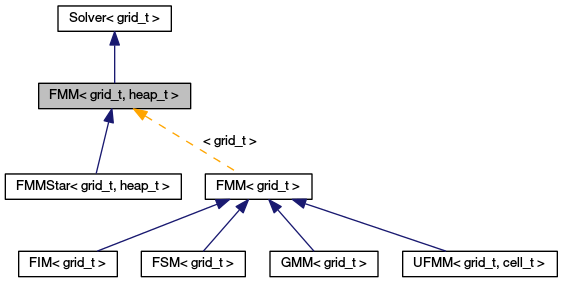 Solver< grid_t >
FMM< grid_t, heap_t >
< grid_t >
FMMStar< grid_t, heap_t >
FMM< grid_t >
FIM< grid_t >
FSM< grid_t >
GMM< grid_t >
UFMM< grid_t, cell_t >